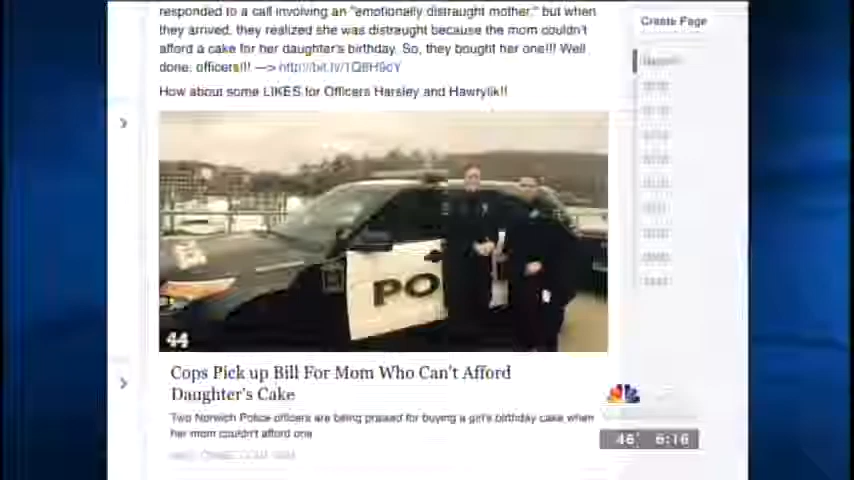 responded to a call involving an "emotionally distraught mother," but when
they arrived, they realized she was distraught because the mom couldn't
afford a cake for her daughter's birthday. So, they bought her one!!! Well
done, officers!!! —>
How about some LIKES for Officers Harsley and Hawrylik!!
Create Page
PO
44
Cops Pick up Bill For Mom Who Can't Afford
Daughter's Cake
Two Norwich Police officers are being praised for buying a girl's birthday cake when
her mom couldn't afford one
46° 6:16